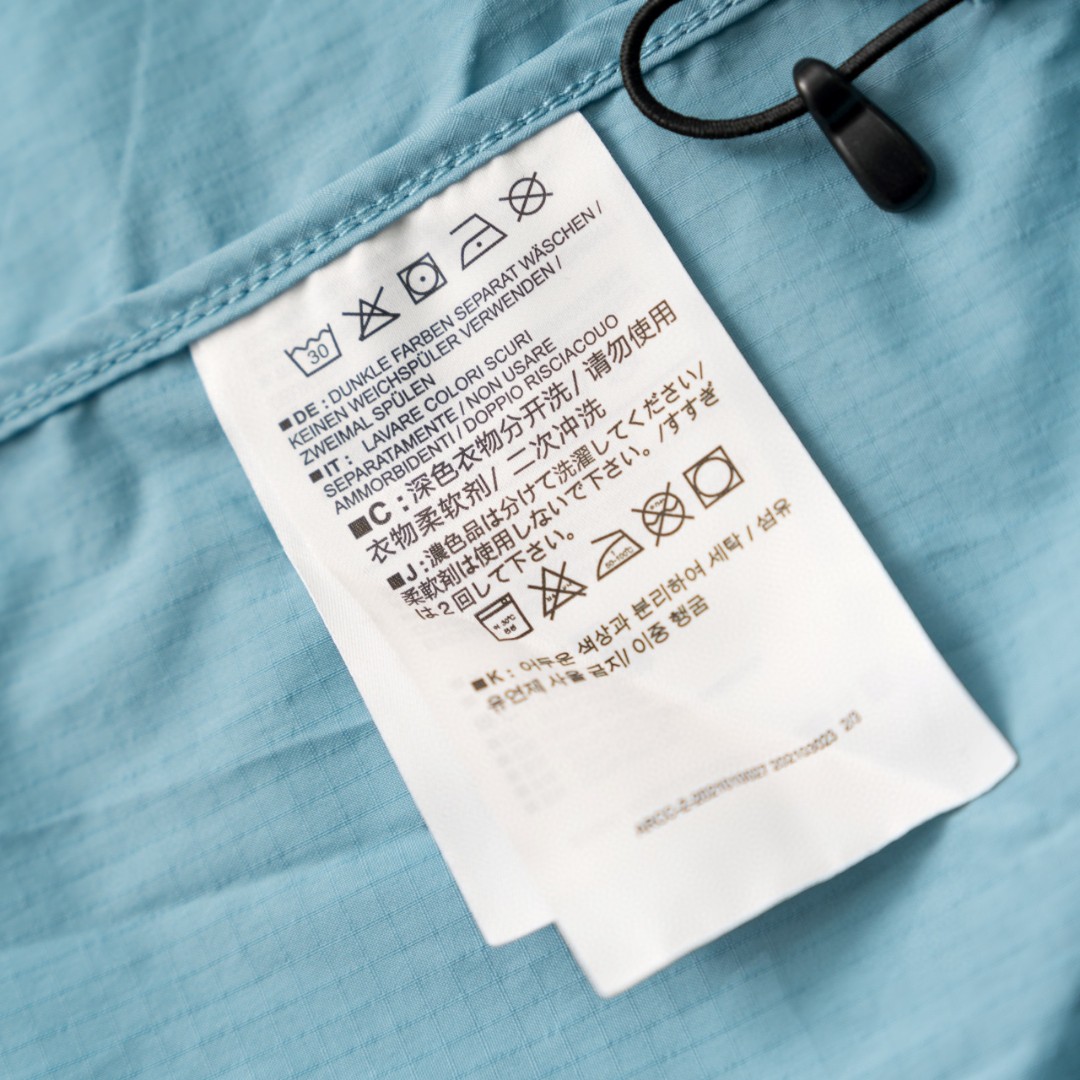 30
■DE : DUNKLE FARBEN SEPARAT WÄSCHEN /
KEINEN WEICHSPÜLER VERWENDEN /
ZWEIMAL SPÜLEN
■IT : LAVARE COLORI SCURI
SEPARATAMENTE / NON USARE
AMMORBIDENTI / DOPPIO RISCIACOUO
■C : 深色衣物分开洗 / 请勿使用
衣物柔软剂 / 二次冲洗
■J : 濃色品は分けて洗濯してください/
柔軟剤は使用しないで下さい。/すすぎ
は2回して下さい。
■K : 어두운 색상과 분리하여 세탁 / 섬유
유연제 사용 금지/ 이중 헹굼
2/3